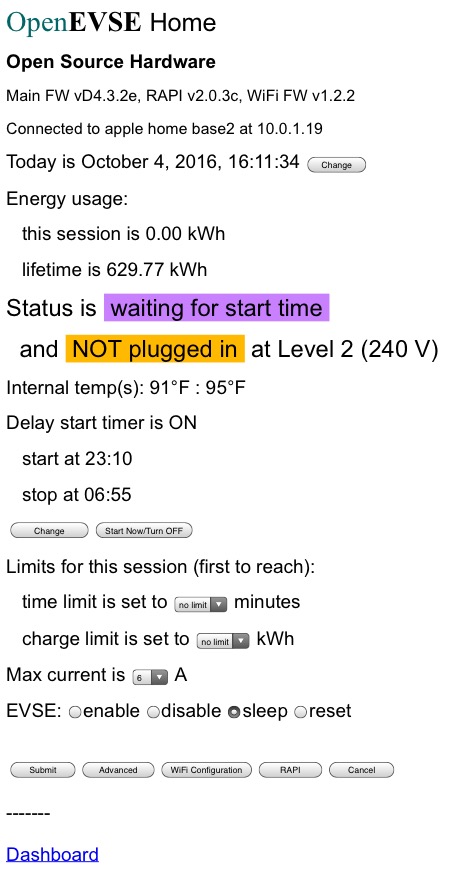 OpenEVSE Home
Open Source Hardware
Main FW vD4.3.2e, RAPI v2.0.3c, WiFi FW v1.2.2
Connected to apple home base2 at 10.0.1.19
Today is October 4, 2016, 16:11:34 Change
Energy usage:
this session is 0.00 kWh
lifetime is 629.77 kWh
Status is waiting for start time
and NOT plugged in at Level 2 (240 V)
Internal temp(s): 91°F : 95°F
Delay start timer is ON
start at 23:10
stop at 06:55
Change Start Now/Turn OFF
Limits for this session (first to reach):
time limit is set to no limit minutes
charge limit is set to no limit kWh
Max current is 6 A
EVSE: enable disable sleep reset
Submit Advanced WiFi Configuration RAPI Cancel
-------
Dashboard